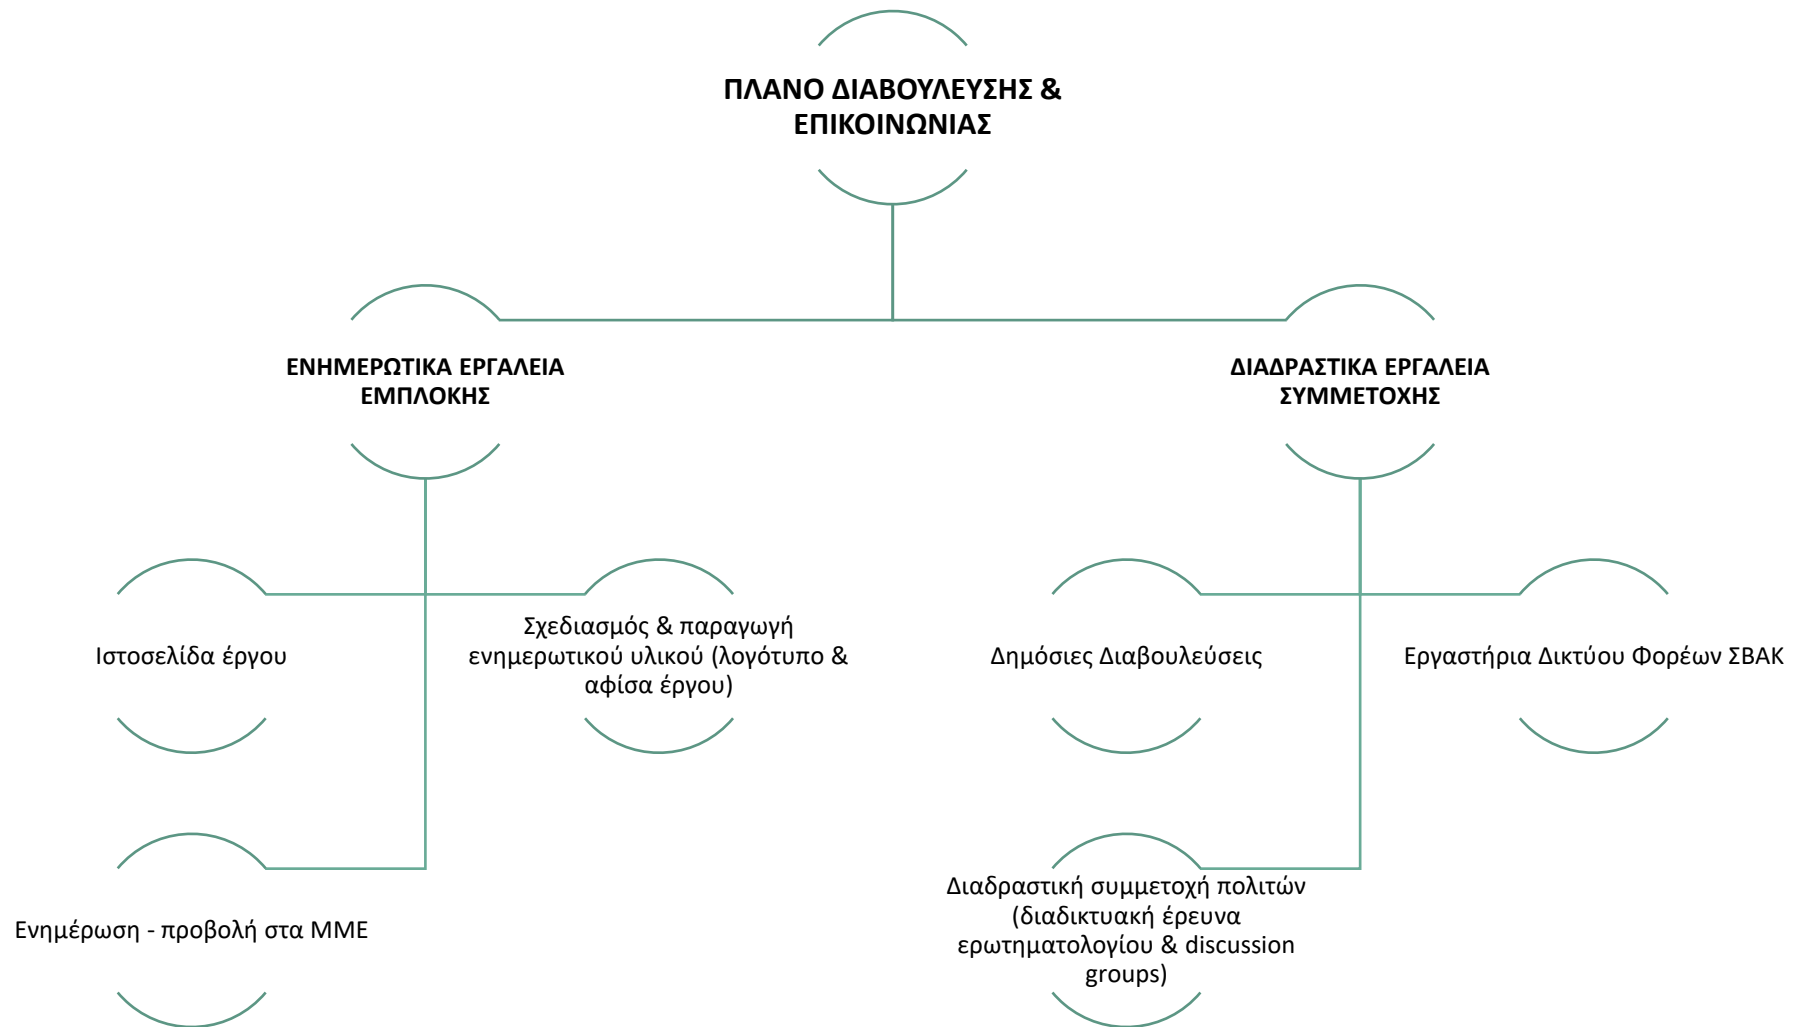 ΠΛΑΝΟ ΔΙΑΒΟΥΛΕΥΣΗΣ &
ΕΠΙΚΟΙΝΩΝΙΑΣ
ΕΝΗΜΕΡΩΤΙΚΑ ΕΡΓΑΛΕΙΑ
ΕΜΠΛΟΚΗΣ
ΔΙΑΔΡΑΣΤΙΚΑ ΕΡΓΑΛΕΙΑ
ΣΥΜΜΕΤΟΧΗΣ
Ιστοσελίδα έργου
Σχεδιασμός & παραγωγή
ενημερωτικού υλικού (λογότυπο &
αφίσα έργου)
Δημόσιες Διαβουλεύσεις
Εργαστήρια Δικτύου Φορέων ΣΒΑΚ
Ενημέρωση - προβολή στα ΜΜΕ
Διαδραστική συμμετοχή πολιτών
(διαδικτυακή έρευνα
ερωτηματολογίου & discussion
groups)